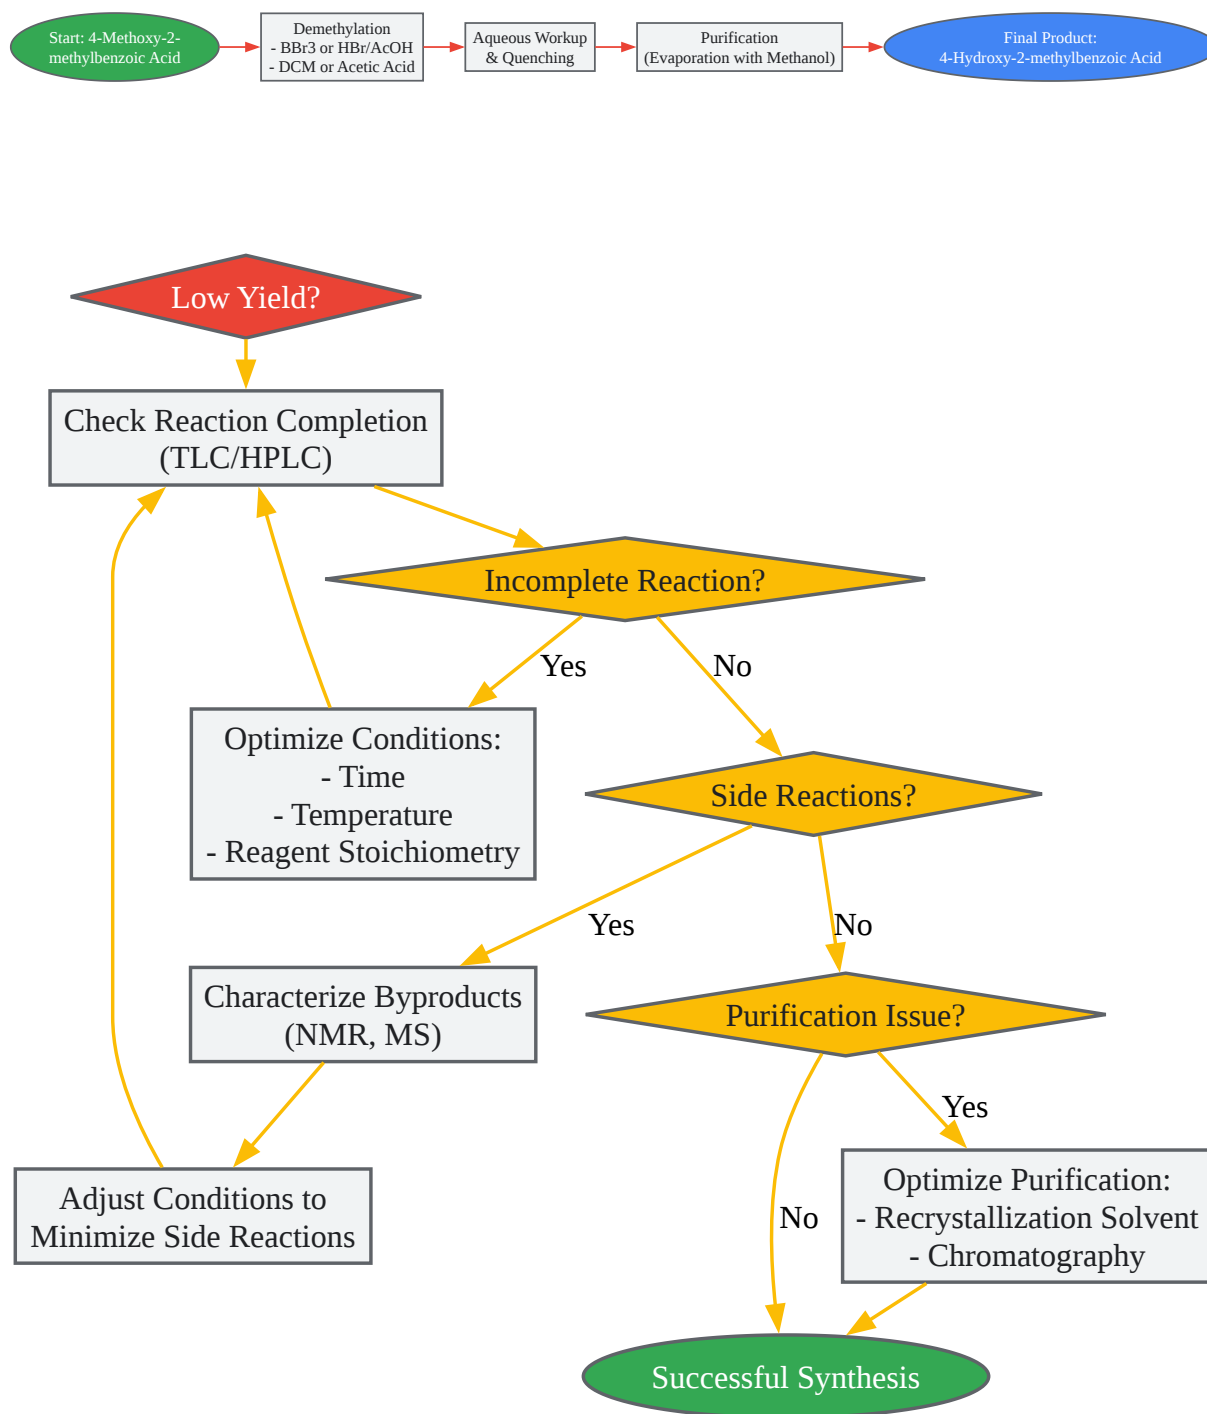 Start: 4-Methoxy-2-
methylbenzoic Acid
Demethylation
- BBr3 or HBr/AcOH
- DCM or Acetic Acid
Aqueous Workup
& Quenching
Purification
(Evaporation with Methanol)
Final Product:
4-Hydroxy-2-methylbenzoic Acid
Low Yield?
Check Reaction Completion
(TLC/HPLC)
Incomplete Reaction?
Yes
No
Optimize Conditions:
- Time
- Temperature
- Reagent Stoichiometry
Side Reactions?
Yes
No
Characterize Byproducts
(NMR, MS)
Purification Issue?
Yes
No
Adjust Conditions to
Minimize Side Reactions
Optimize Purification:
- Recrystallization Solvent
- Chromatography
Successful Synthesis